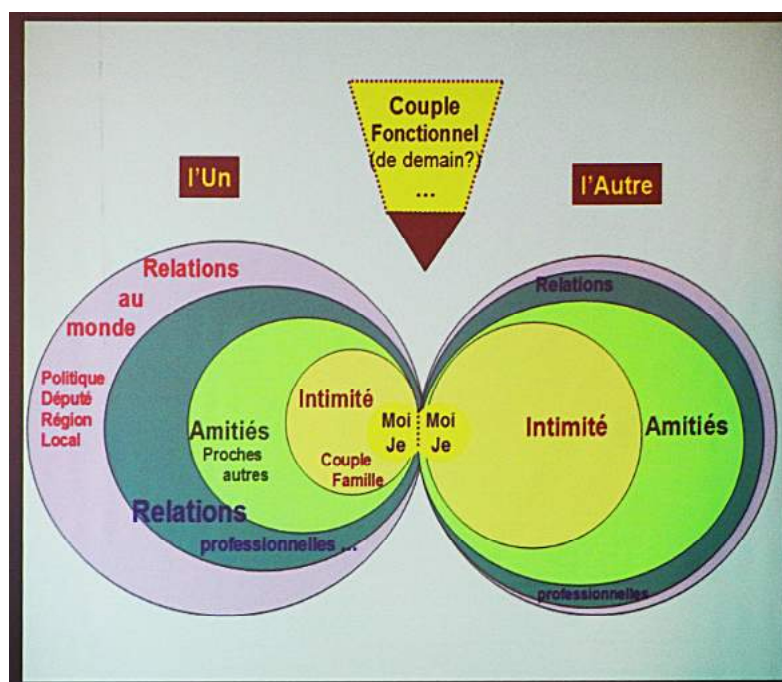 Couple
Fonctionnel
(de demain?)
...
l'Un
l'Autre
Relations
au
monde
Politique
Député
Région
Local
Amitiés
Proches
autres
Intimité
Couple
Famille
Moi
Je
Moi
Je
Relations
professionnelles ...
Relations
Intimité
Amitiés
professionnelles